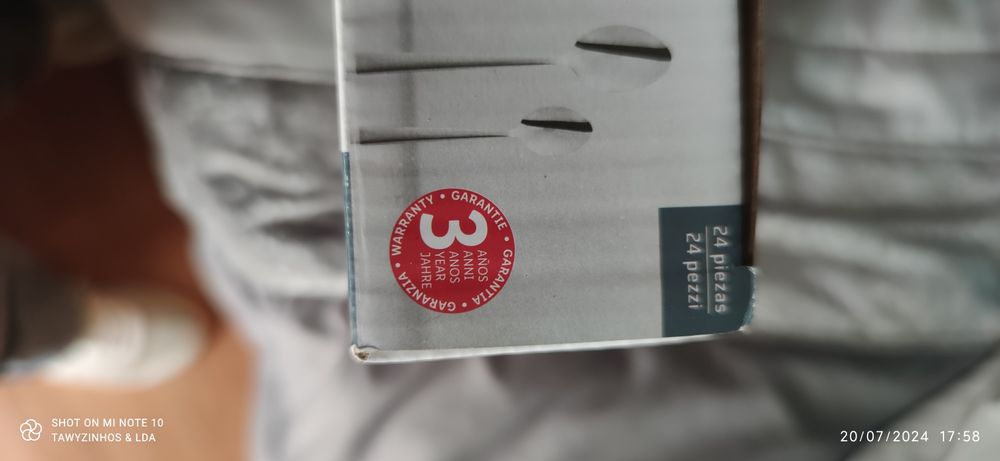 WARRANTY • GARANTIE • GARANTIA • GARANZIA •
3
AÑOS
ANNI
ANOS
YEAR
JAHRE
24 piezas
24 pezzi
SHOT ON MI NOTE 10
TAWYZINHOS & LDA
20/07/2024 17:58